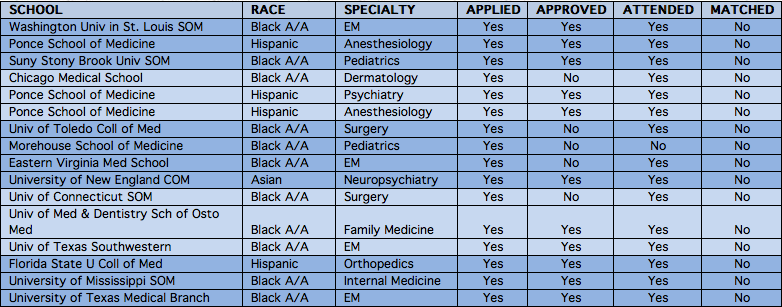 SCHOOL RACE SPECIALTY APPLIED APPROVED ATTENDED MATCHED
Washington Univ in St. Louis SOM Black A/A EM Yes Yes Yes No
Ponce School of Medicine Hispanic Anesthesiology Yes Yes Yes No
Suny Stony Brook Univ SOM Black A/A Pediatrics Yes Yes Yes No
Chicago Medical School Black A/A Dermatology Yes No Yes No
Ponce School of Medicine Hispanic Psychiatry Yes Yes Yes No
Ponce School of Medicine Hispanic Anesthesiology Yes Yes Yes No
Univ of Toledo Coll of Med Black A/A Surgery Yes No Yes No
Morehouse School of Medicine Black A/A Pediatrics Yes No No No
Eastern Virginia Med School Black A/A EM Yes No Yes No
University of New England COM Asian Neuropsychiatry Yes Yes Yes No
Univ of Connecticut SOM Black A/A Surgery Yes No Yes No
Univ of Med & Dentistry Sch of Osto
Med Black A/A Family Medicine Yes Yes Yes No
Univ of Texas Southwestern Black A/A EM Yes Yes Yes No
Florida State U Coll of Med Hispanic Orthopedics Yes Yes Yes No
University of Mississippi SOM Black A/A Internal Medicine Yes Yes Yes No
University of Texas Medical Branch Black A/A EM Yes Yes Yes No